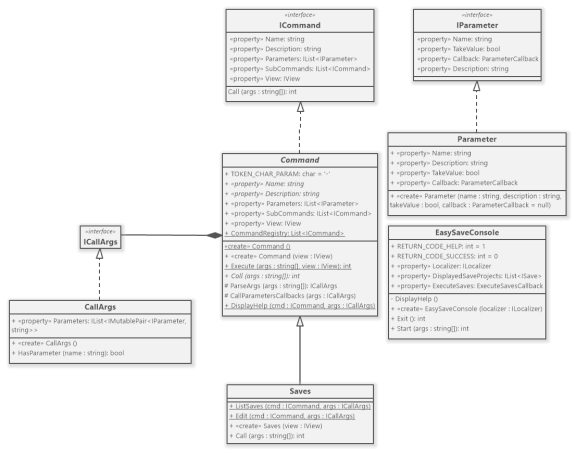 «interface»
ICommand
«property» Name: string
«property» Description: string
«property» Parameters: IList<IParameter>
«property» SubCommands: IList<ICommand>
«property» View: IView
Call (args : string[]): int
«interface»
IParameter
«property» Name: string
«property» TakeValue: bool
«property» Callback: ParameterCallback
«property» Description: string
Command
+ TOKEN_CHAR_PARAM: char = '-'
+ «property» Name: string
+ «property» Description: string
+ «property» Parameters: IList<IParameter>
+ «property» SubCommands: IList<ICommand>
+ «property» View: IView
+ CommandRegistry: List<ICommand>
«create» Command ()
+ «create» Command (view : IView)
+ Execute (args : string[], view : IView): int
+ Call (args : string[]): int
# ParseArgs (args : string[]): ICallArgs
# CallParametersCallbacks (args : ICallArgs)
+ DisplayHelp (cmd : ICommand, args : ICallArgs)
Parameter
+ «property» Name: string
+ «property» Description: string
+ «property» TakeValue: bool
+ «property» Callback: ParameterCallback
+ «create» Parameter (name : string, description : string,
takeValue : bool, callback : ParameterCallback = null)
«interface»
ICallArgs
EasySaveConsole
+ RETURN_CODE_HELP: int = 1
+ RETURN_CODE_SUCCESS: int = 0
+ «property» Localizer: ILocalizer
+ «property» DisplayedSaveProjects: IList<ISave>
+ «property» ExecuteSaves: ExecuteSavesCallback
- DisplayHelp ()
+ «create» EasySaveConsole (localizer : ILocalizer)
+ Exit (): int
+ Start (args : string[]): int
CallArgs
+ «property» Parameters: IList<IMutablePair<IParameter,
string>>
+ «create» CallArgs ()
+ HasParameter (name : string): bool
Saves
+ ListSaves (cmd : ICommand, args : ICallArgs)
+ Edit (cmd : ICommand, args : ICallArgs)
+ «create» Saves (view : IView)
+ Call (args : string[]): int